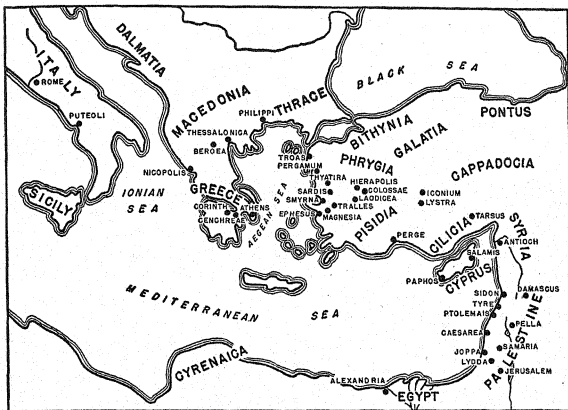 ITALY
ROME
PUTEOLI
SICILY
DALMATIA
IONIAN
SEA
MACEDONIA
THRACE
PHILIPPI
THESSALONICA
BEROEA
NICOPOLIS
GREECE
CORINTH
ATHENS
CENGHREAE
AEGEAN SEA
BLACK SEA
PONTUS
BITHYNIA
GALATIA
PHRYGIA
CAPPADOCIA
TROAS
PERGAMUM
THYATIRA
SARDIS
SMYRNA
EPHESUS
HIERAPOLIS
COLOSSAE
LAODICEA
TRALLES
MAGNESIA
ICONIUM
LYSTRA
PISIDIA
PERGE
CILICIA
TARSUS
SYRIA
ANTIOCH
SALAMIS
PAPHOS
CYPRUS
MEDITERRANEAN SEA
SIDON
DAMASCUS
TYRE
PTOLEMAIS
PELLA
CAESAREA
SAMARIA
JOPPA
LYDDA
JERUSALEM
PALESTINE
CYRENAICA
ALEXANDRIA
EGYPT